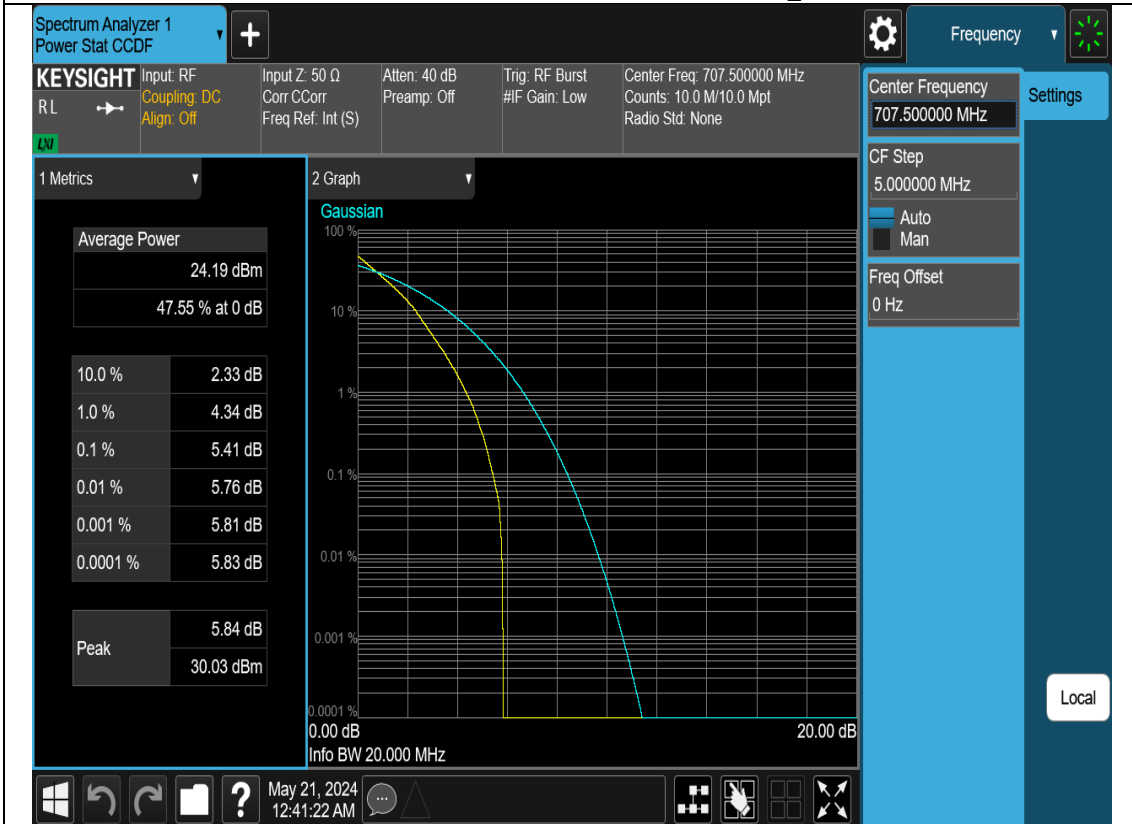 Spectrum Analyzer 1
Power Stat CCDF
Frequency
KEYSIGHT
RL
LXI
Input: RF
Coupling: DC
Align: Off
Input Z: 50 Ω
Corr CCorr
Freq Ref: Int (S)
Atten: 40 dB
Preamp: Off
Trig: RF Burst
#IF Gain: Low
Center Freq: 707.500000 MHz
Counts: 10.0 M/10.0 Mpt
Radio Std: None
Center Frequency
707.500000 MHz
Settings
CF Step
5.000000 MHz
Auto
Man
Freq Offset
0 Hz
Local
1 Metrics
Average Power
24.19 dBm
47.55 % at 0 dB
10.0 % 2.33 dB
1.0 % 4.34 dB
0.1 % 5.41 dB
0.01 % 5.76 dB
0.001 % 5.81 dB
0.0001 % 5.83 dB
Peak 5.84 dB
30.03 dBm
2 Graph
Gaussian
100 %
10 %
1 %
0.1 %
0.01 %
0.001 %
0.0001 %
0.00 dB 20.00 dB
Info BW 20.000 MHz
?
May 21, 2024
12:41:22 AM